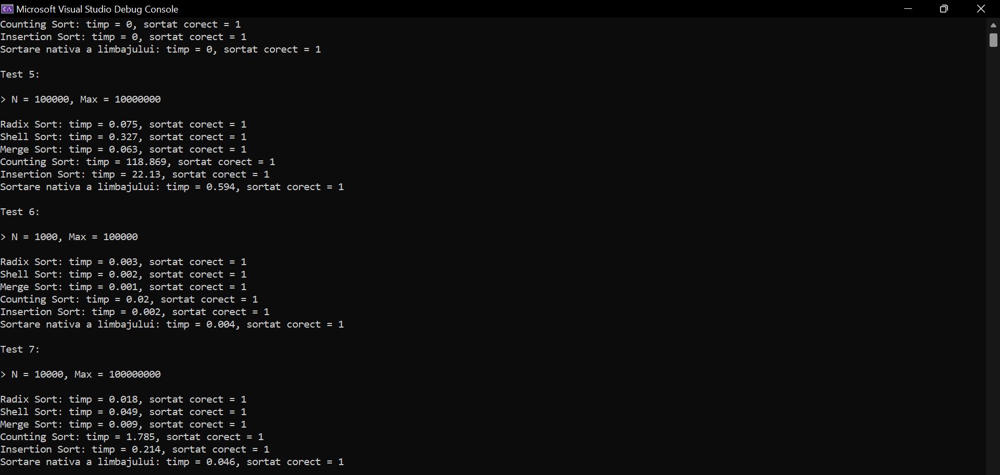 Microsoft Visual Studio Debug Console
Counting Sort: timp = 0, sortat corect = 1
Insertion Sort: timp = 0, sortat corect = 1
Sortare nativa a limbajului: timp = 0, sortat corect = 1
Test 5:
> N = 100000, Max = 10000000
Radix Sort: timp = 0.075, sortat corect = 1
Shell Sort: timp = 0.327, sortat corect = 1
Merge Sort: timp = 0.063, sortat corect = 1
Counting Sort: timp = 118.869, sortat corect = 1
Insertion Sort: timp = 22.13, sortat corect = 1
Sortare nativa a limbajului: timp = 0.594, sortat corect = 1
Test 6:
> N = 1000, Max = 100000
Radix Sort: timp = 0.003, sortat corect = 1
Shell Sort: timp = 0.002, sortat corect = 1
Merge Sort: timp = 0.001, sortat corect = 1
Counting Sort: timp = 0.02, sortat corect = 1
Insertion Sort: timp = 0.002, sortat corect = 1
Sortare nativa a limbajului: timp = 0.004, sortat corect = 1
Test 7:
> N = 10000, Max = 100000000
Radix Sort: timp = 0.018, sortat corect = 1
Shell Sort: timp = 0.049, sortat corect = 1
Merge Sort: timp = 0.009, sortat corect = 1
Counting Sort: timp = 1.785, sortat corect = 1
Insertion Sort: timp = 0.214, sortat corect = 1
Sortare nativa a limbajului: timp = 0.046, sortat corect = 1